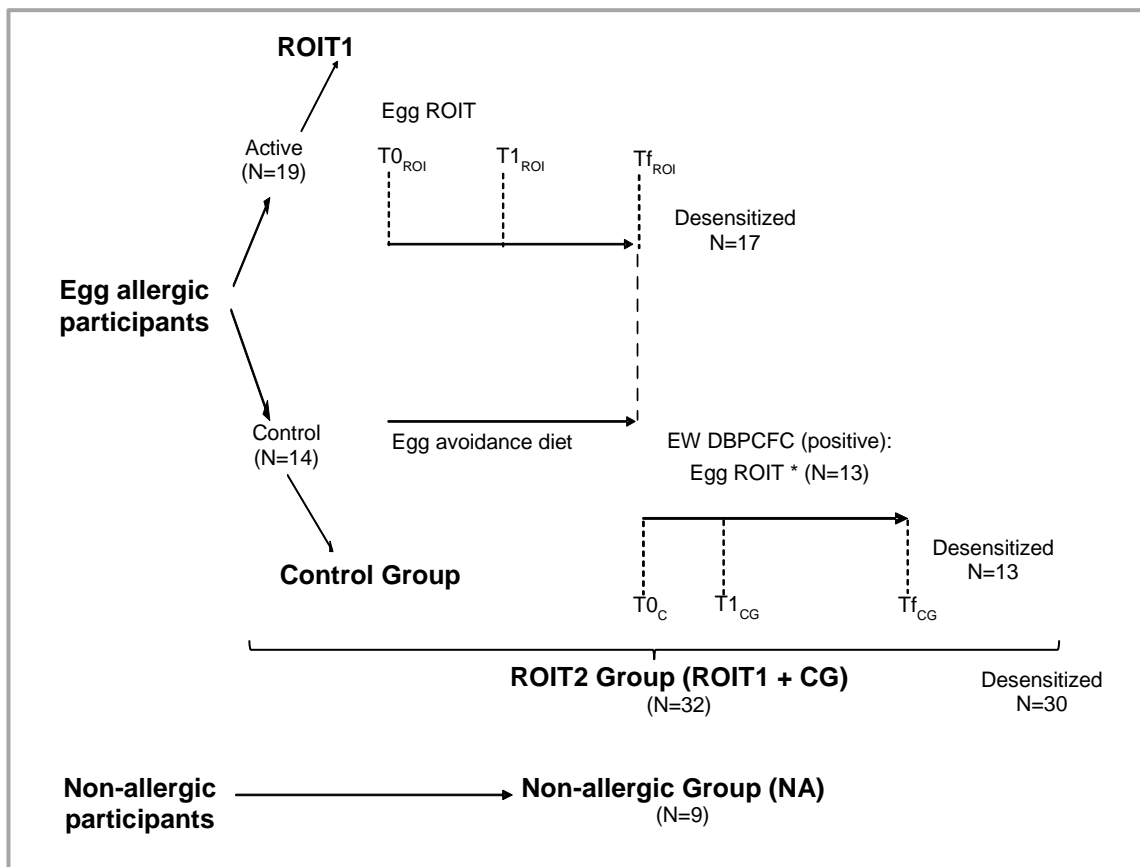 ROIT1
Egg ROIT
Active
(N=19)
T0ROI
T1ROI
TfROI
Desensitized
N=17
Egg allergic
participants
Control
(N=14)
Egg avoidance diet
EW DBPCFC (positive):
Egg ROIT * (N=13)
Control Group
Desensitized
N=13
T0C
T1CG
TfCG
ROIT2 Group (ROIT1 + CG)
(N=32)
Desensitized
N=30
Non-allergic
participants
Non-allergic Group (NA)
(N=9)